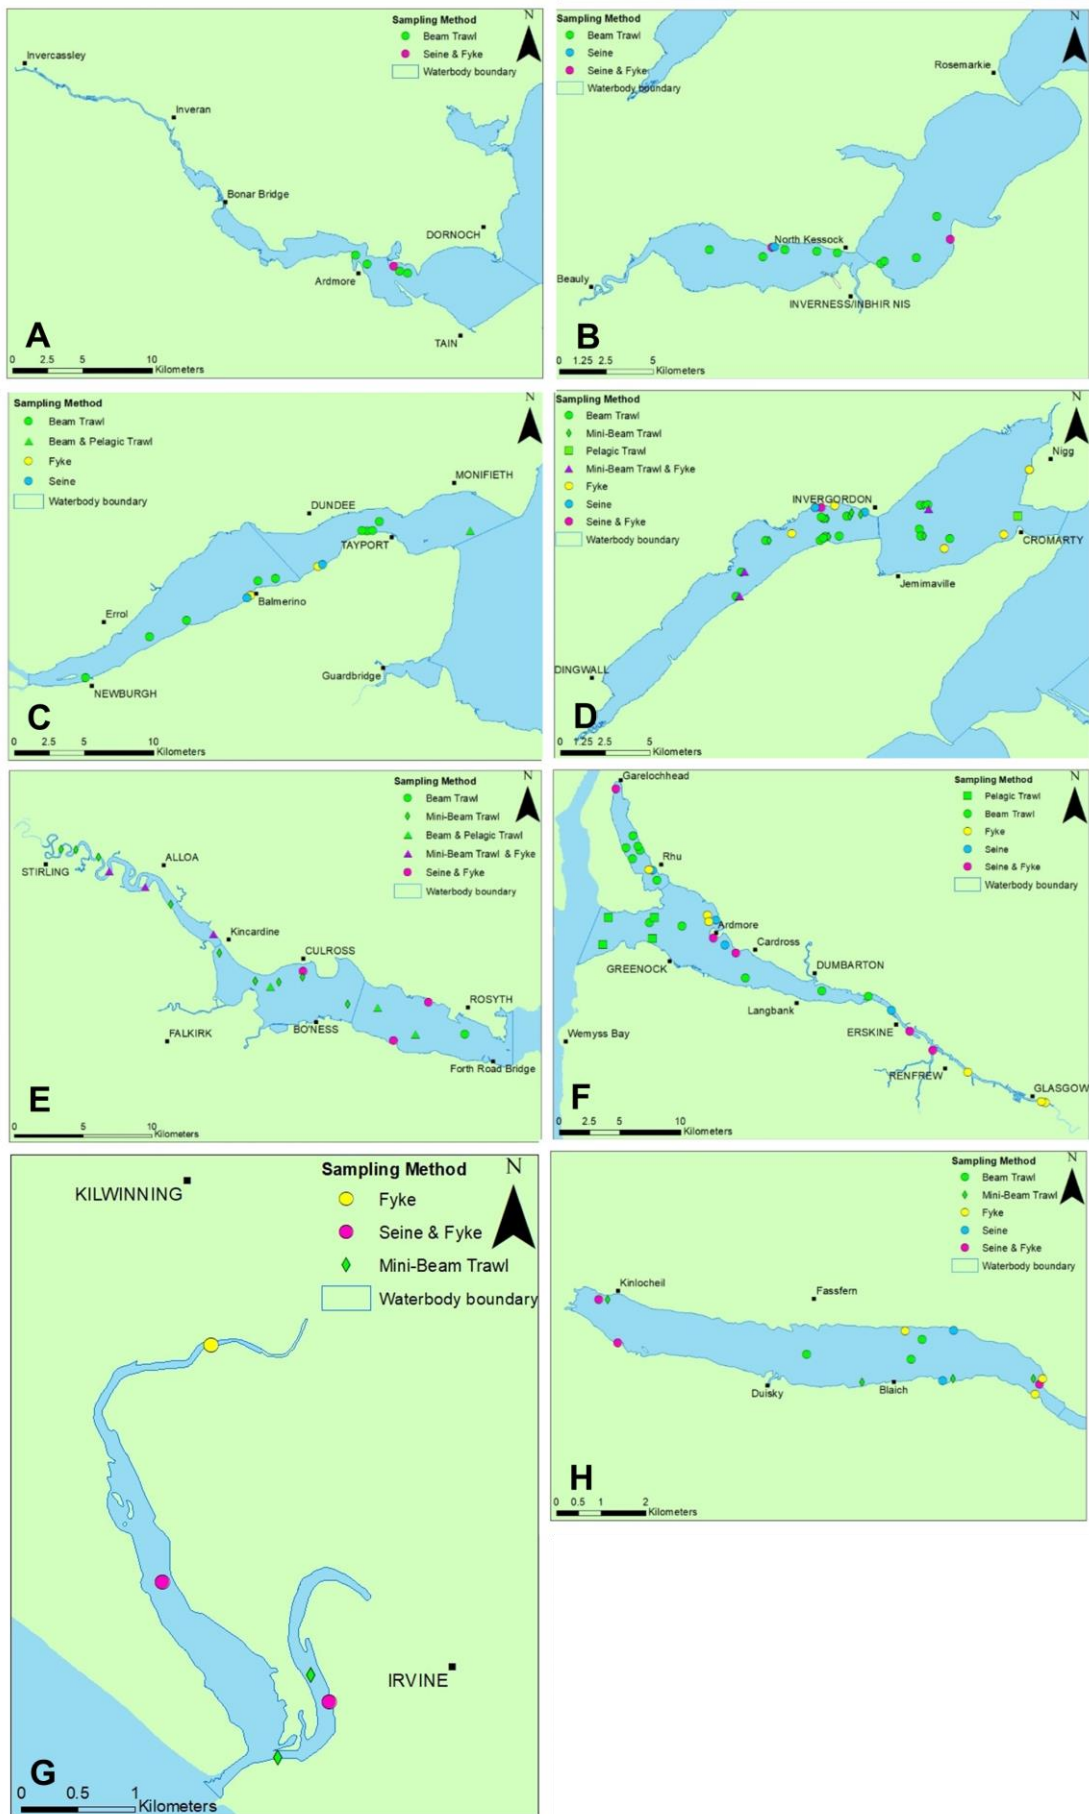 Sampling Method
N
Beam Trawl
Seine & Fyke
Waterbody boundary
Invercassley
Inveran
Bonar Bridge
DORNOCH
Ardmore
TAIN
A
0 2.5 5 10
Kilometers
Sampling Method
N
Beam Trawl
Seine
Seine & Fyke
Waterbody boundary
Rosemarkie
North Kessock
Beauly
INVERNESS/INBHIR NIS
B
0 1.25 2.5 5
Kilometers
Sampling Method
N
Beam Trawl
Beam & Pelagic Trawl
Fyke
Seine
Waterbody boundary
MONIFIETH
DUNDEE
TAYPORT
Balmerino
Errol
Guardbridge
NEWBURGH
C
0 2.5 5 10
Kilometers
Sampling Method
N
Beam Trawl
Mini-Beam Trawl
Pelagic Trawl
Mini-Beam Trawl & Fyke
Fyke
Seine
Seine & Fyke
Waterbody boundary
Nigg
INVERGORDON
CROMARTY
Jemimaville
DINGWALL
D
0 1.25 2.5 5
Kilometers
Sampling Method
N
Beam Trawl
Mini-Beam Trawl
Beam & Pelagic Trawl
Mini-Beam Trawl & Fyke
Seine & Fyke
Waterbody boundary
STIRLING
ALLOA
Kincardine
CULROSS
ROSYTH
FALKIRK
BO'NESS
Forth Road Bridge
E
0 5 10
Kilometers
Sampling Method
N
Pelagic Trawl
Beam Trawl
Fyke
Seine
Seine & Fyke
Waterbody boundary
Garelochhead
Rhu
Ardmore
Cardross
GREENOCK
DUMBARTON
Langbank
Wemyss Bay
ERSKINE
RENFREW
GLASGOW
F
0 2.5 5 10
Kilometers
Sampling Method
N
Fyke
Seine & Fyke
Mini-Beam Trawl
Waterbody boundary
KILWINNING
IRVINE
G
0 0.5 1
Kilometers
Sampling Method
N
Beam Trawl
Mini-Beam Trawl
Fyke
Seine
Seine & Fyke
Waterbody boundary
Kinlocheil
Fassfern
Duisky
Blaich
H
0 0.5 1 2
Kilometers